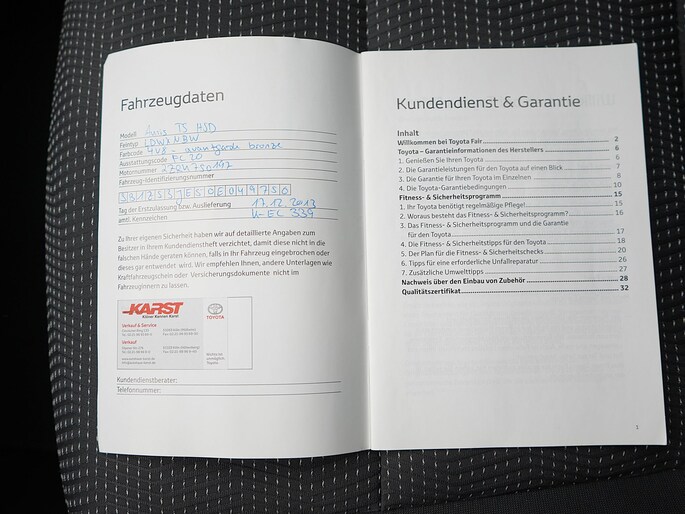 Fahrzeugdaten
Modell Auris TS HSD
Feintyp
Farbcode 4V8 - avantgarde bronze
Ausstattungscode FC 20
Motornummer
Fahrzeug-Identifizierungsnummer
Tag der Erstzulassung bzw. Auslieferung 17.12.2013
amtl. Kennzeichen K-EC 339
Zu Ihrer eigenen Sicherheit haben wir auf detaillierte Angaben zum
Besitzer in Ihrem Kundendienstheft verzichtet, damit diese nicht in die
falschen Hände geraten können, falls in Ihr Fahrzeug eingebrochen oder
dieses gar entwendet wird. Wir empfehlen Ihnen, andere Unterlagen wie
Kraftfahrzeugschein oder Versicherungsdokumente nicht im
Fahrzeuginnern zu lassen.
KARST
TOYOTA
Verkauf & Service
Verkauf
Kundendienstberater:
Telefonnummer:
Kundendienst & Garantie
Inhalt
Willkommen bei Toyota Fair 2
Toyota – Garantieinformationen des Herstellers 6
1. Genießen Sie Ihren Toyota 6
2. Die Garantieleistungen für den Toyota auf einen Blick 7
3. Die Garantie für Ihren Toyota im Einzelnen 8
4. Die Toyota-Garantiebedingungen 10
Fitness- & Sicherheitsprogramm 15
1. Ihr Toyota benötigt regelmäßige Pflege! 15
2. Woraus besteht das Fitness- & Sicherheitsprogramm? 16
3. Das Fitness- & Sicherheitsprogramm und die Garantie
für den Toyota 17
4. Die Fitness- & Sicherheitstipps für den Toyota 18
5. Der Plan für die Fitness- & Sicherheitschecks 20
6. Tipps für eine erforderliche Unfallreparatur 26
7. Zusätzliche Umwelttipps 27
Nachweis über den Einbau von Zubehör 28
Qualitätszertifikat 32
1